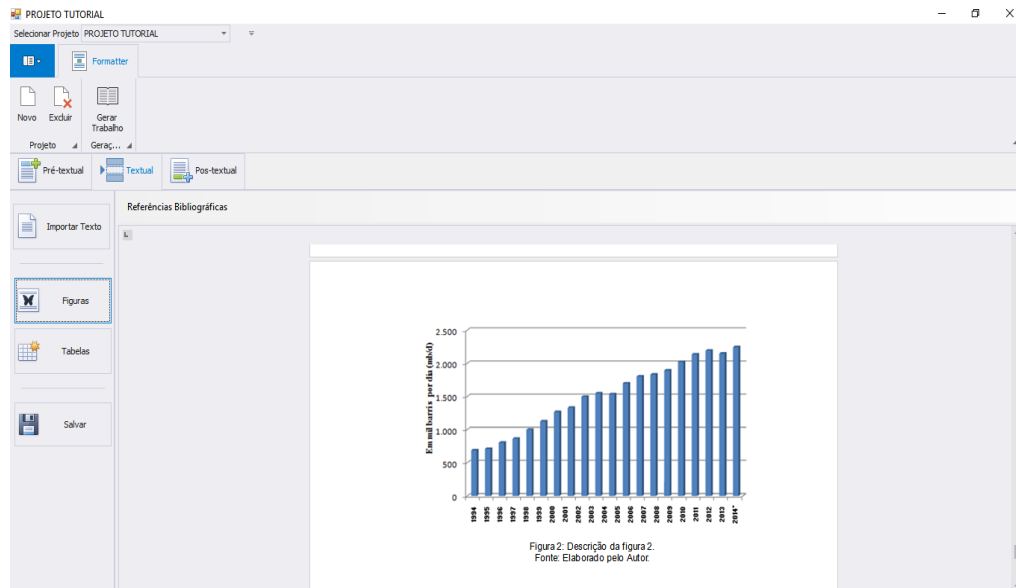 PROJETO TUTORIAL
Selecionar Projeto PROJETO TUTORIAL
Formatter
Novo Excluir Gerar Trabalho
Projeto Geraç...
Pré-textual Textual Pos-textual
Referências Bibliográficas
Importar Texto
L
Figuras
Tabelas
Salvar
Em mil barris por dia (mb/d)
2.500
2.000
1.500
1.000
500
0
1994 1995 1996 1997 1998 1999 2000 2001 2002 2003 2004 2005 2006 2007 2008 2009 2010 2011 2012 2013 2014*
Figura 2: Descrição da figura 2.
Fonte: Elaborado pelo Autor.